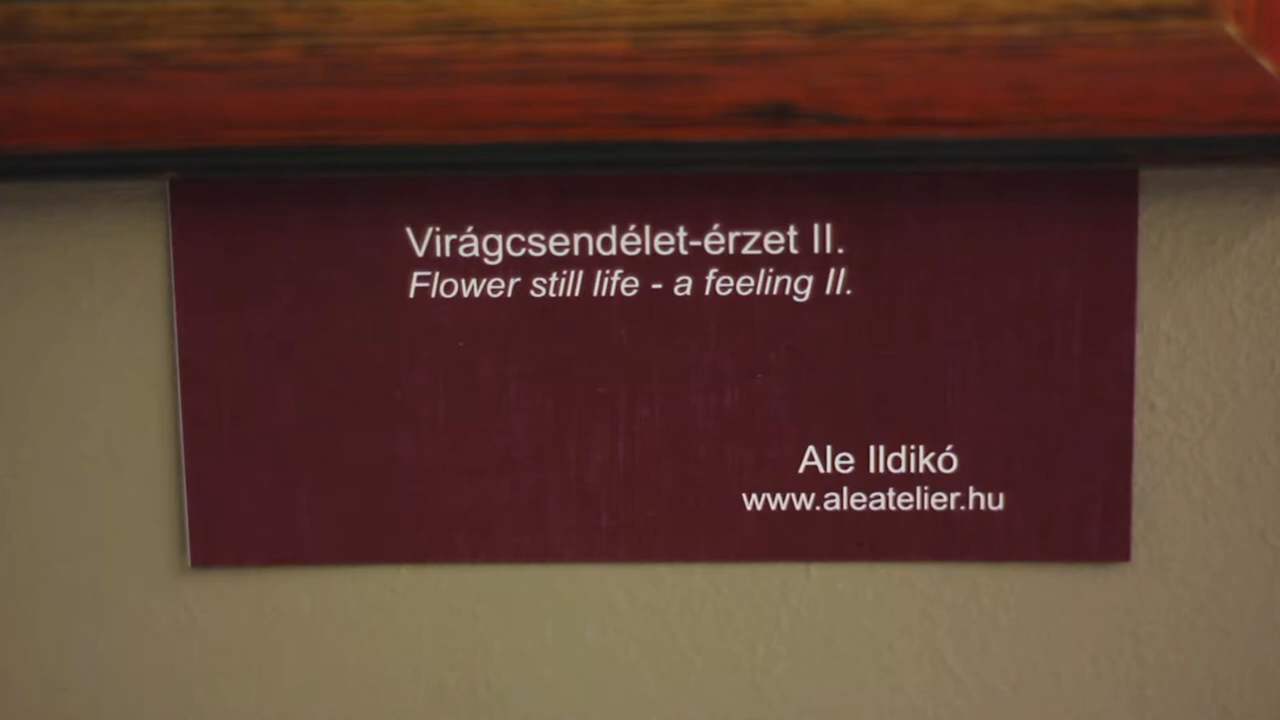 Virágcsendélet-érzet II.
Flower still life - a feeling II.
Ale Ildikó
www.aleatelier.hu